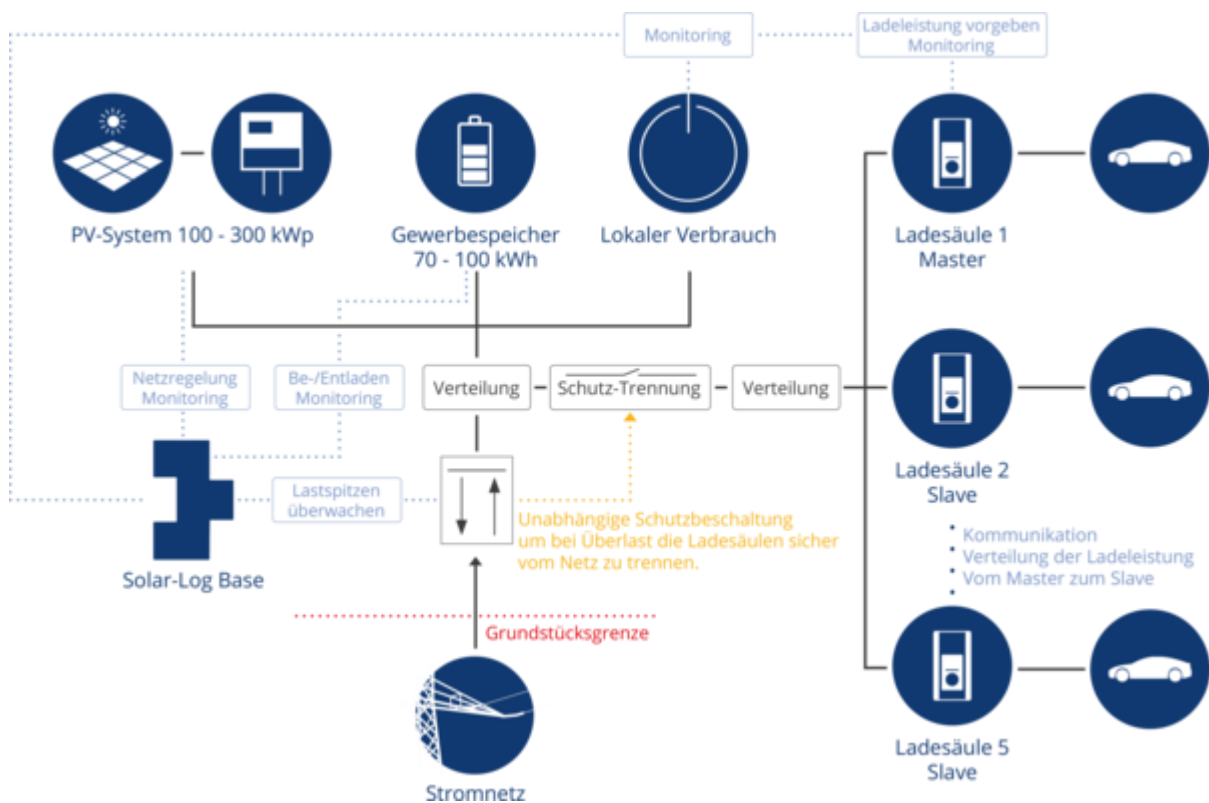 Monitoring
Ladeleistung vorgeben
Monitoring
PV-System 100 - 300 kWp
Gewerbespeicher
70 - 100 kWh
Lokaler Verbrauch
Ladesäule 1
Master
Netzregelung
Monitoring
Be-/Entladen
Monitoring
Verteilung
Schutz-Trennung
Verteilung
Ladesäule 2
Slave
Lastspitzen
überwachen
Unabhängige Schutzbeschaltung
um bei Überlast die Ladesäulen sicher
vom Netz zu trennen.
Solar-Log Base
Kommunikation
Verteilung der Ladeleistung
Vom Master zum Slave
Grundstücksgrenze
Ladesäule 5
Slave
Stromnetz